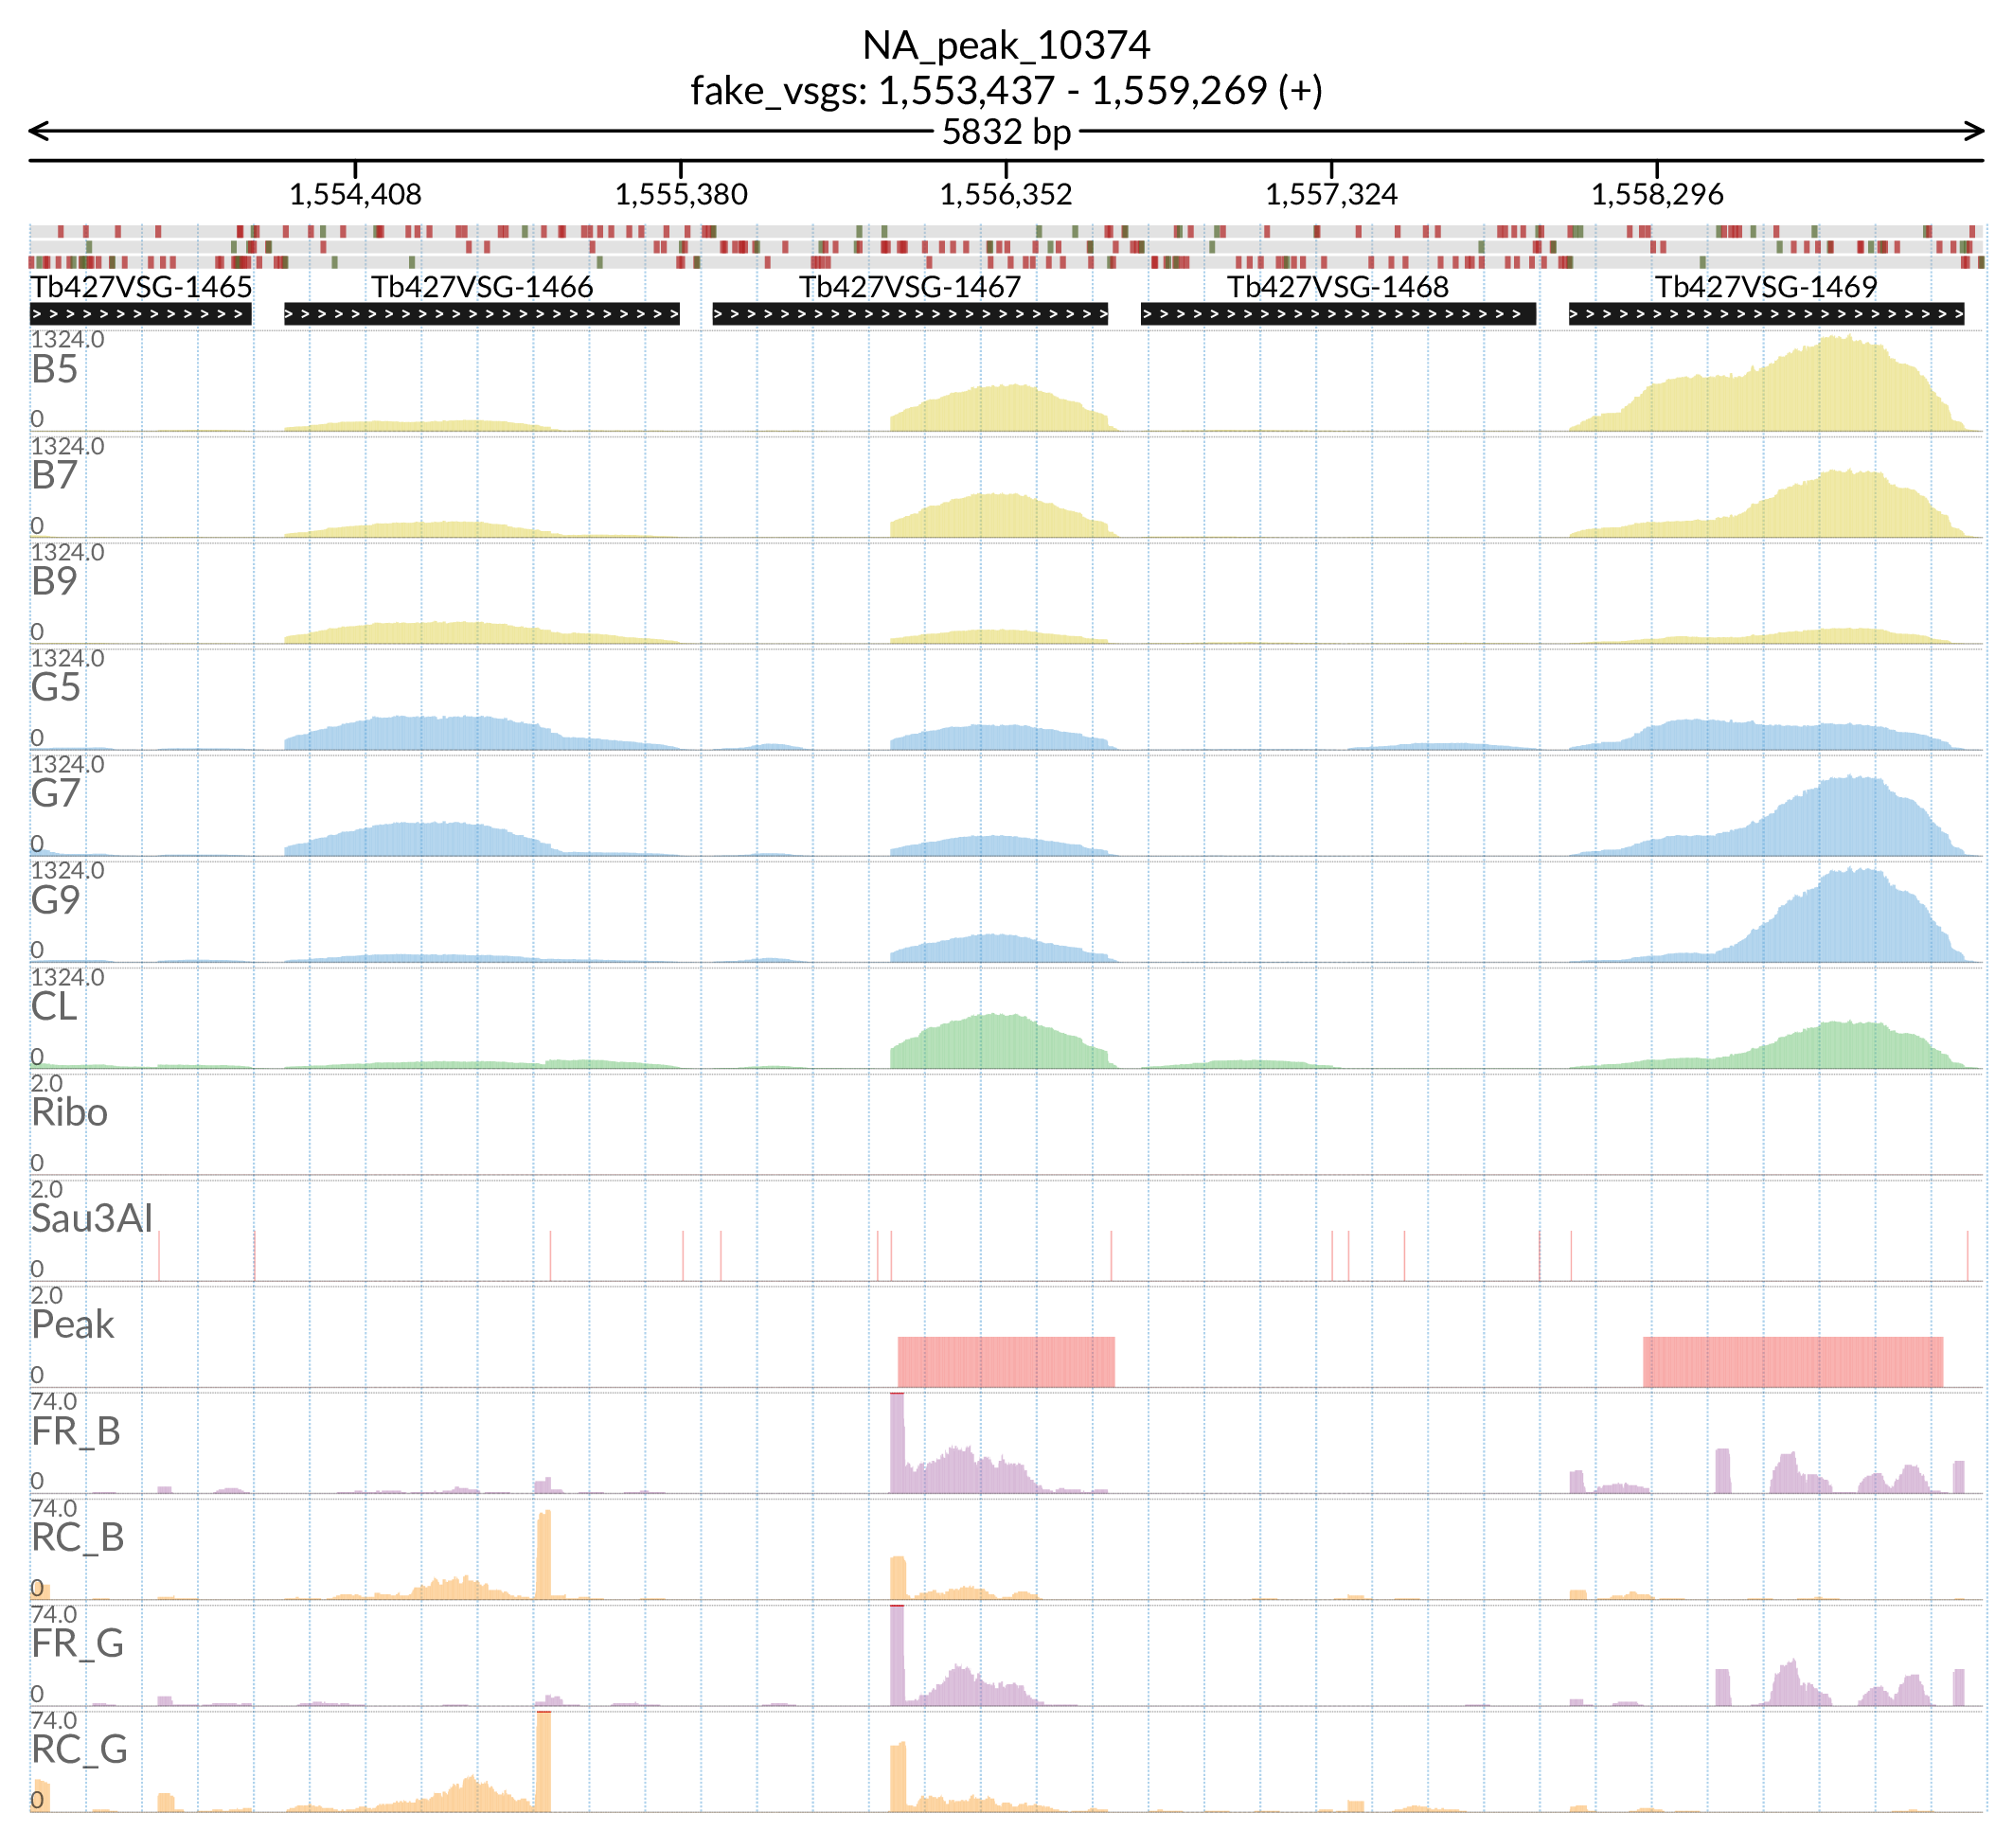 NA_peak_10374
fake_vsgs: 1,553,437 - 1,559,269 (+)
5832 bp
1,554,408 1,555,380 1,556,352 1,557,324 1,558,296
Tb427VSG-1465 Tb427VSG-1466 Tb427VSG-1467 Tb427VSG-1468 Tb427VSG-1469
1324.0
B5
0
1324.0
B7
0
1324.0
B9
0
1324.0
G5
0
1324.0
G7
0
1324.0
G9
0
1324.0
CL
0
2.0
Ribo
0
2.0
Sau3AI
0
2.0
Peak
0
74.0
FR_B
0
74.0
RC_B
0
74.0
FR_G
0
74.0
RC_G
0